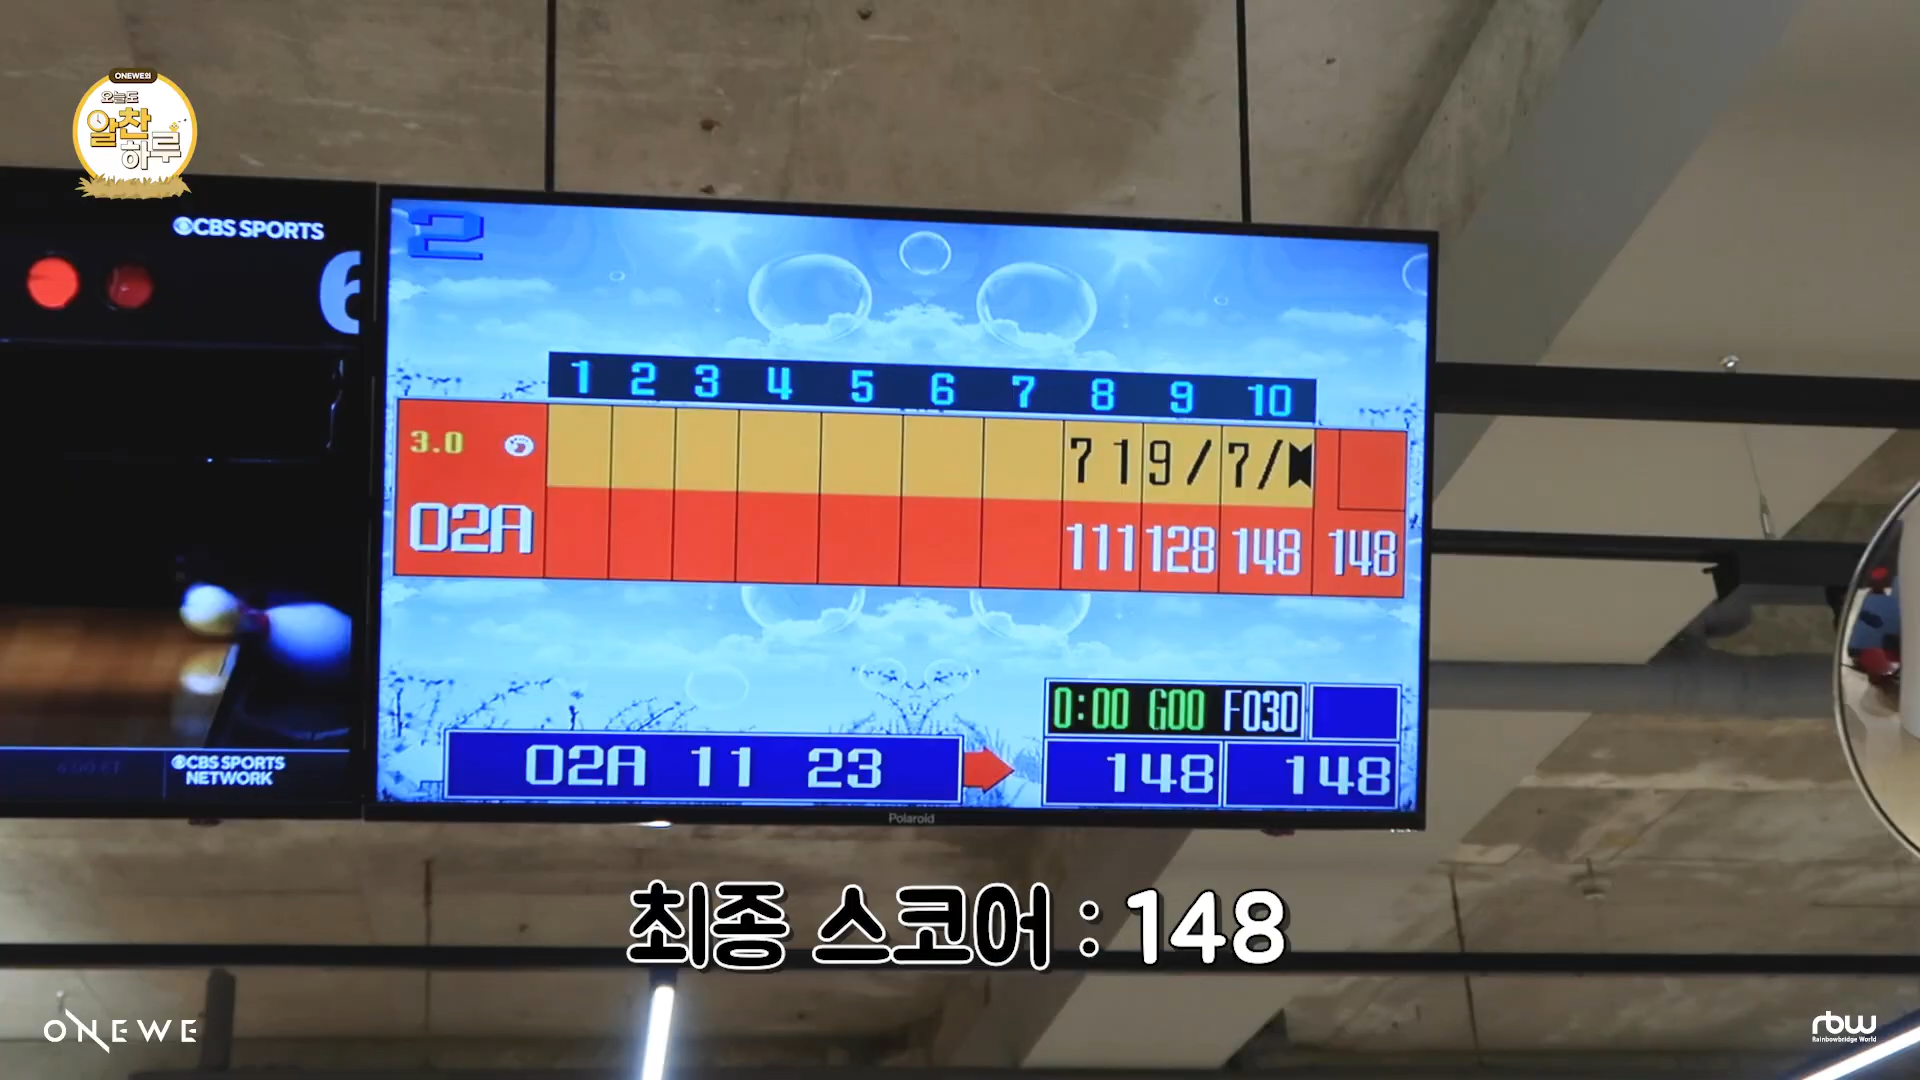 ONEWE의
오늘도
알찬
하루
CBS SPORTS
6
2
1 2 3 4 5 6 7 8 9 10
3.0
7 1 9 / 7 /
02A
111 128 148 148
0:00 G00 F030
02A 11 23
148 148
CBS SPORTS
NETWORK
Polaroid
최종 스코어 : 148
ONEWE
rbw
Rainbowbridge World